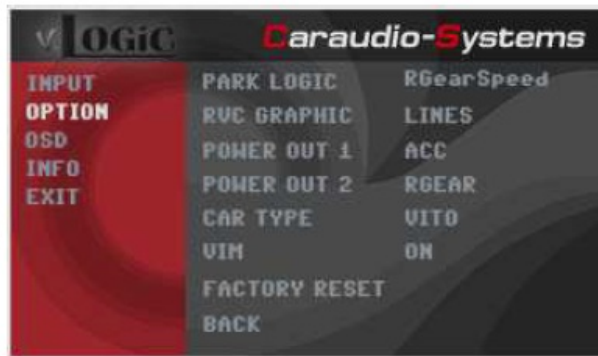 v.LOGiC Caraudio-Systems
INPUT
OPTION
OSD
INFO
EXIT
PARK LOGIC RGearSpeed
RVC GRAPHIC LINES
POWER OUT 1 ACC
POWER OUT 2 RGEAR
CAR TYPE VITO
VIM ON
FACTORY RESET
BACK